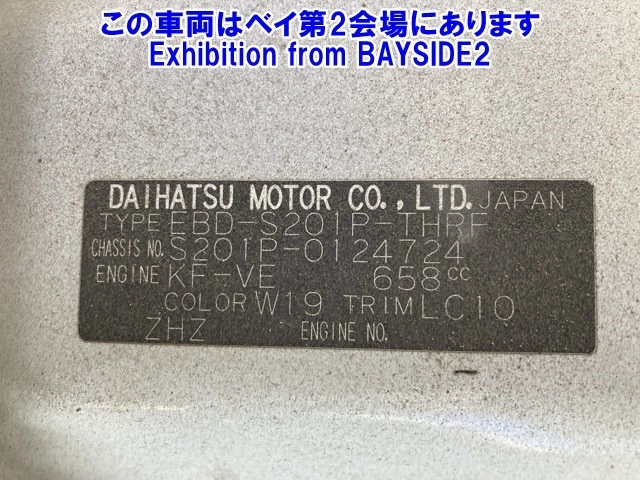 この車両はベイ第2会場にあります
Exhibition from BAYSIDE2
DAIHATSU MOTOR CO., LTD. JAPAN
TYPE EBD-S201P-THRF
CHASSIS NO. S201P-0124724
ENGINE KF-VE 658cc
COLOR W19 TRIM LC10
ZHZ ENGINE NO.